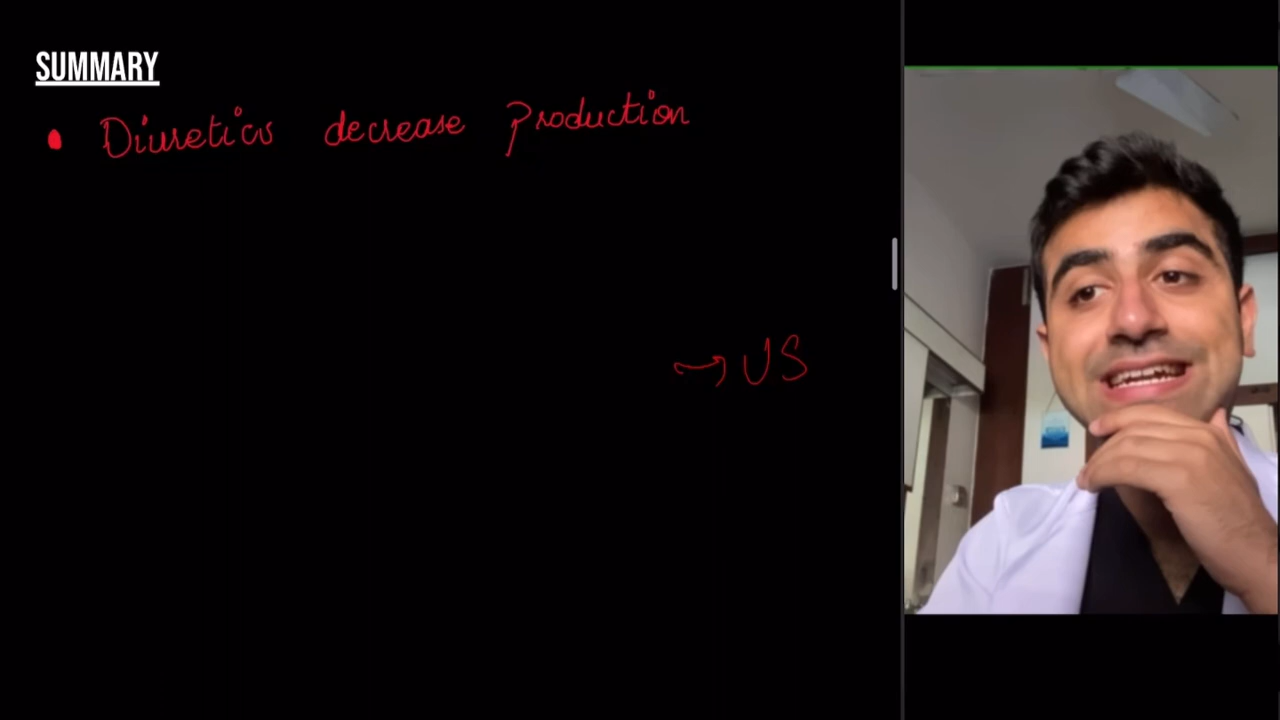 SUMMARY
• Diuretics decrease production
→ US